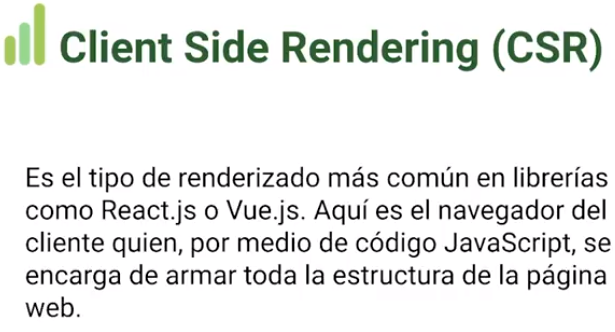 Client Side Rendering (CSR)
Es el tipo de renderizado más común en librerías
como React.js o Vue.js. Aquí es el navegador del
cliente quien, por medio de código JavaScript, se
encarga de armar toda la estructura de la página
web.